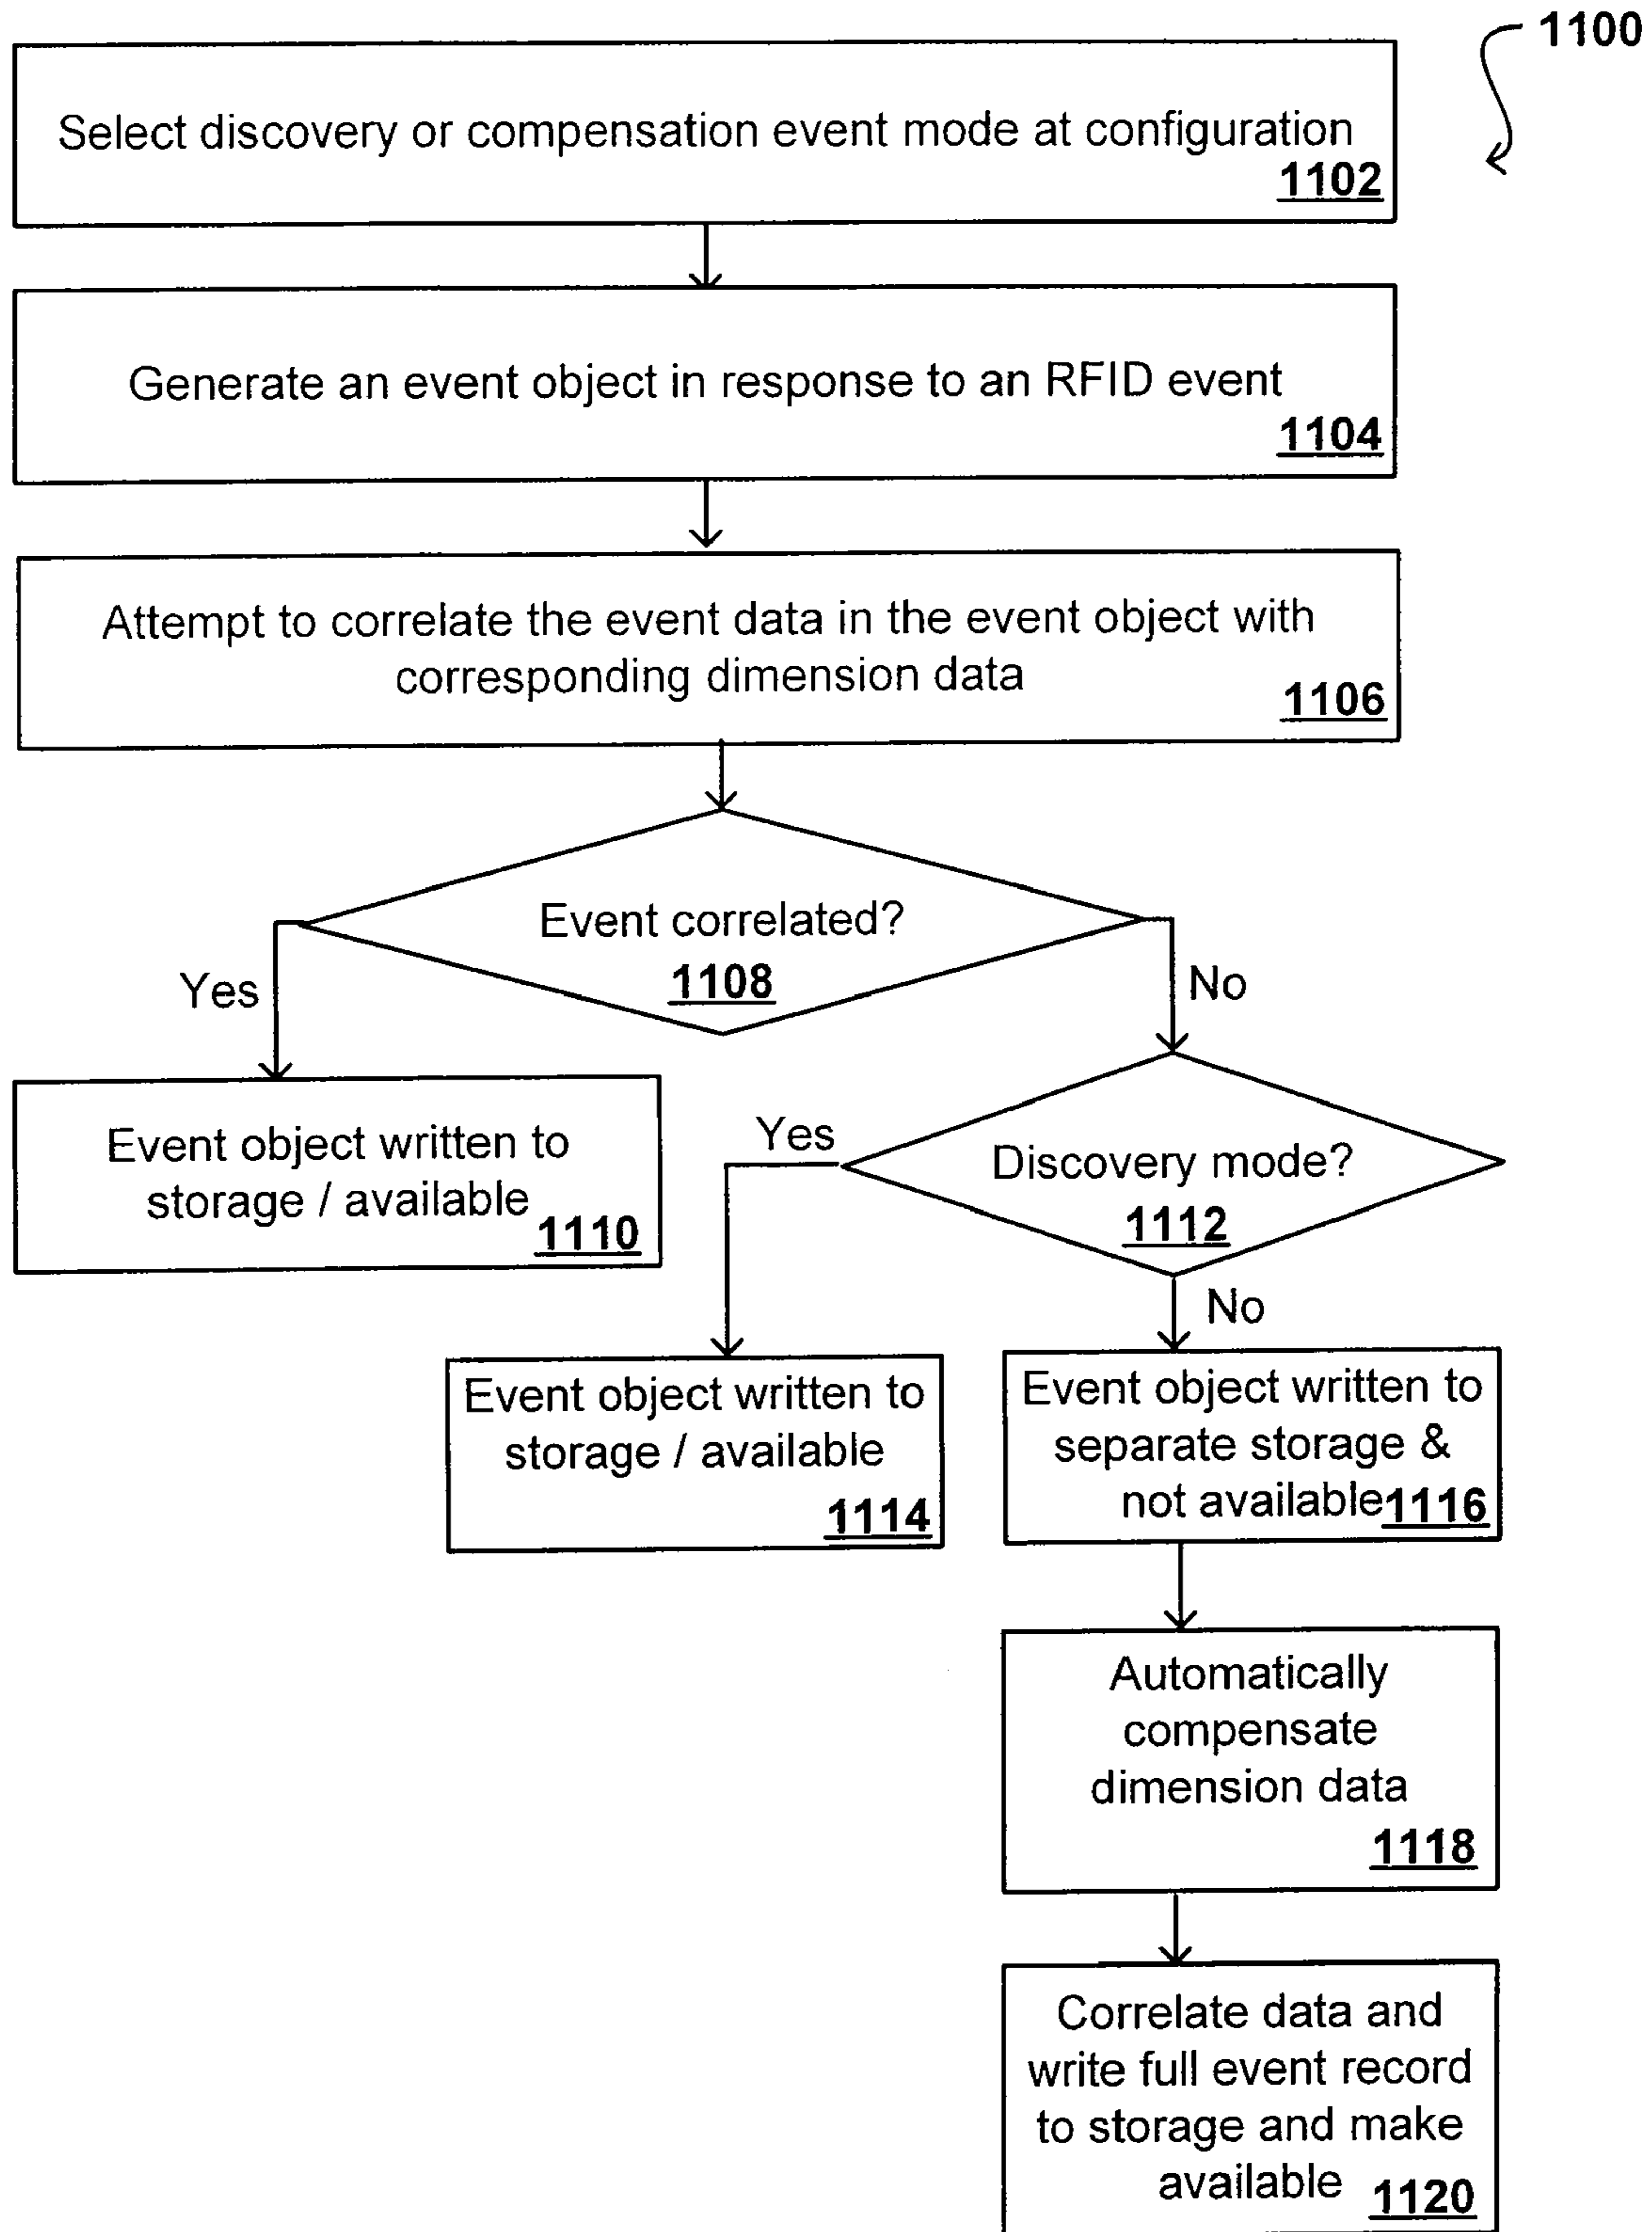 1100
Select discovery or compensation event mode at configuration
1102
Generate an event object in response to an RFID event
1104
Attempt to correlate the event data in the event object with
corresponding dimension data
1106
Event correlated?
1108
Yes
No
Event object written to
storage / available
1110
Discovery mode?
1112
Yes
No
Event object written to
storage / available
1114
Event object written to
separate storage &
not available 1116
Automatically
compensate
dimension data
1118
Correlate data and
write full event record
to storage and make
available 1120